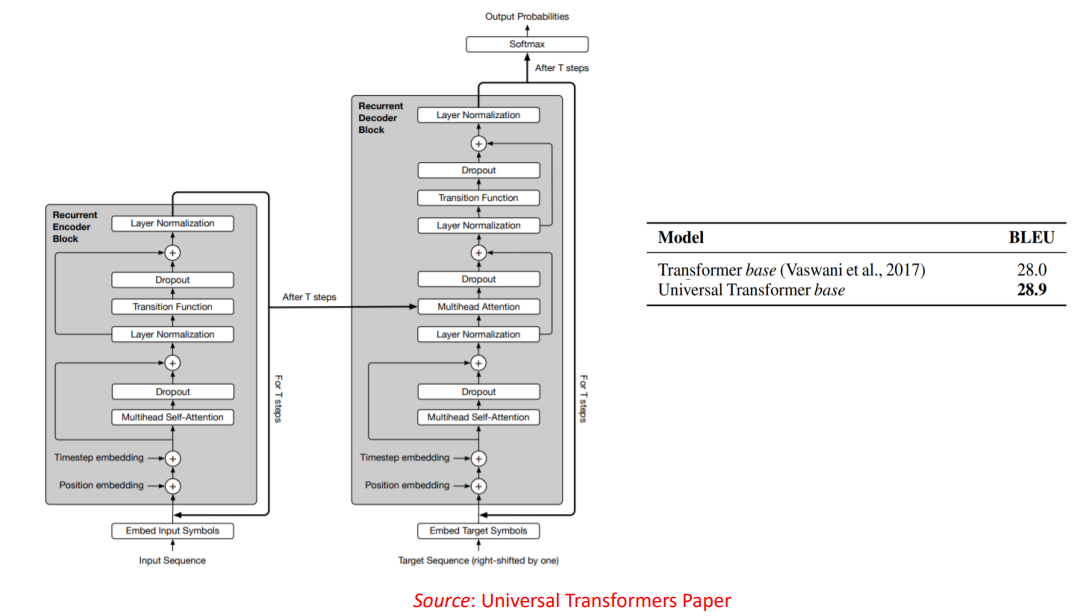 Output Probabilities
Softmax
After T steps
Recurrent
Decoder
Block
Layer Normalization
+
Dropout
Transition Function
Layer Normalization
+
Dropout
Multihead Attention
Layer Normalization
+
Dropout
Multihead Self-Attention
Timestep embedding
+
Position embedding
+
For T steps
Embed Target Symbols
Target Sequence (right-shifted by one)
Recurrent
Encoder
Block
Layer Normalization
+
Dropout
Transition Function
Layer Normalization
+
Dropout
Multihead Self-Attention
Timestep embedding
+
Position embedding
+
For T steps
After T steps
Embed Input Symbols
Input Sequence
Model BLEU
Transformer base (Vaswani et al., 2017) 28.0
Universal Transformer base 28.9
Source: Universal Transformers Paper